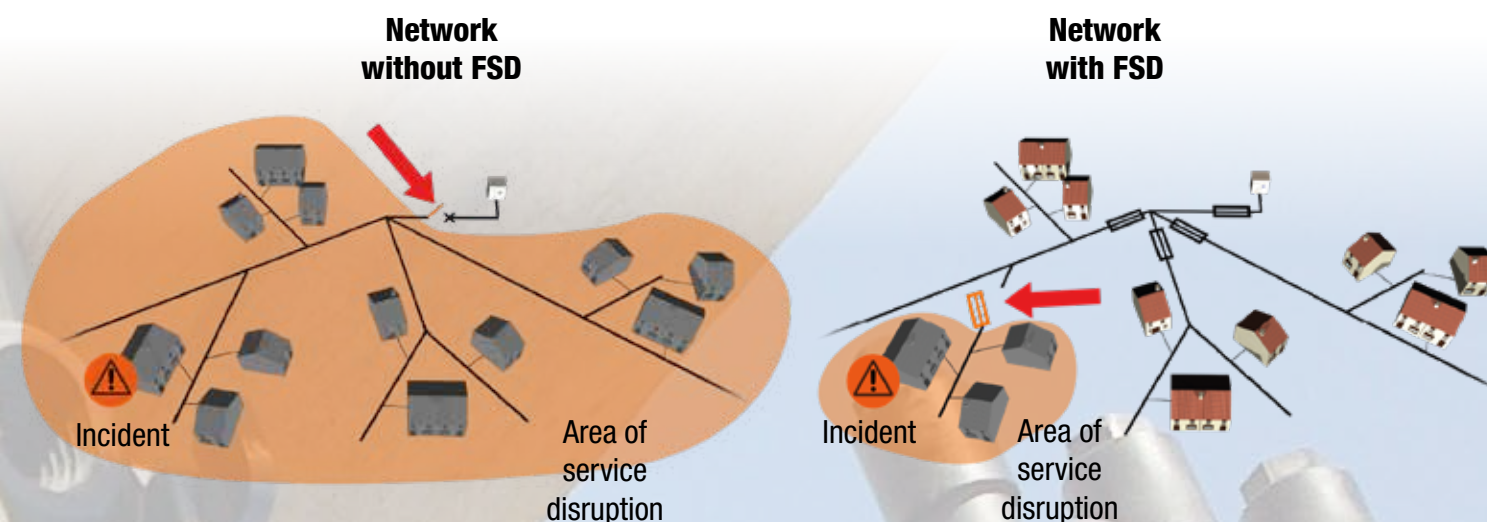 Network
without FSD
Network
with FSD
Incident
Area of
service
disruption
Incident
Area of
service
disruption